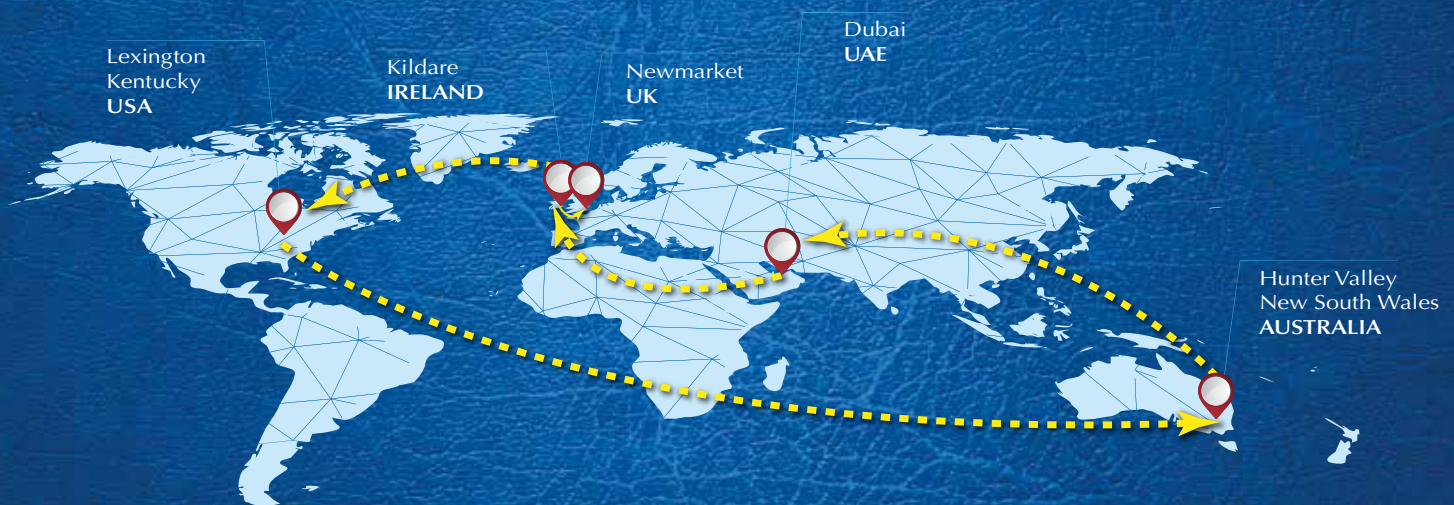 Lexington
Kentucky
USA
Kildare
IRELAND
Newmarket
UK
Dubai
UAE
Hunter Valley
New South Wales
AUSTRALIA